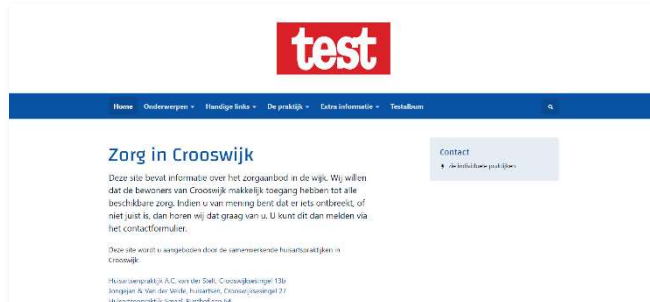 test
Home Onderwerpen Handige links De praktijk Extra informatie Testalbum
Zorg in Crooswijk
Deze site bevat informatie over het zorgaanbod in de wijk. Wij willen
dat de bewoners van Crooswijk makkelijk toegang hebben tot alle
beschikbare zorg. Indien u van mening bent dat er iets ontbreekt, of
niet juist is, dan horen wij dat graag van u. U kunt dit dan melden via
het contactformulier.
Contact
zie individuele praktijken
Deze site wordt u aangeboden door de samenwerkende huisartspraktijken in
Crooswijk.
Huisartsenpraktijk A.C. van der Stelt, Crooswijksesingel 13b
Jongejan & Van der Velde, huisartsen, Crooswijksesingel 27
Huisartsenpraktijk